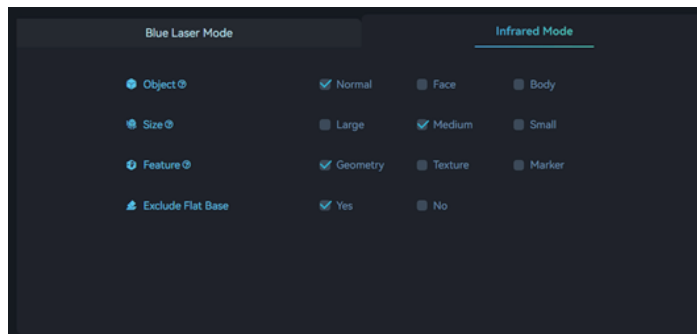 Blue Laser Mode Infrared Mode
Object Normal Face Body
Size Large Medium Small
Feature Geometry Texture Marker
Exclude Flat Base Yes No